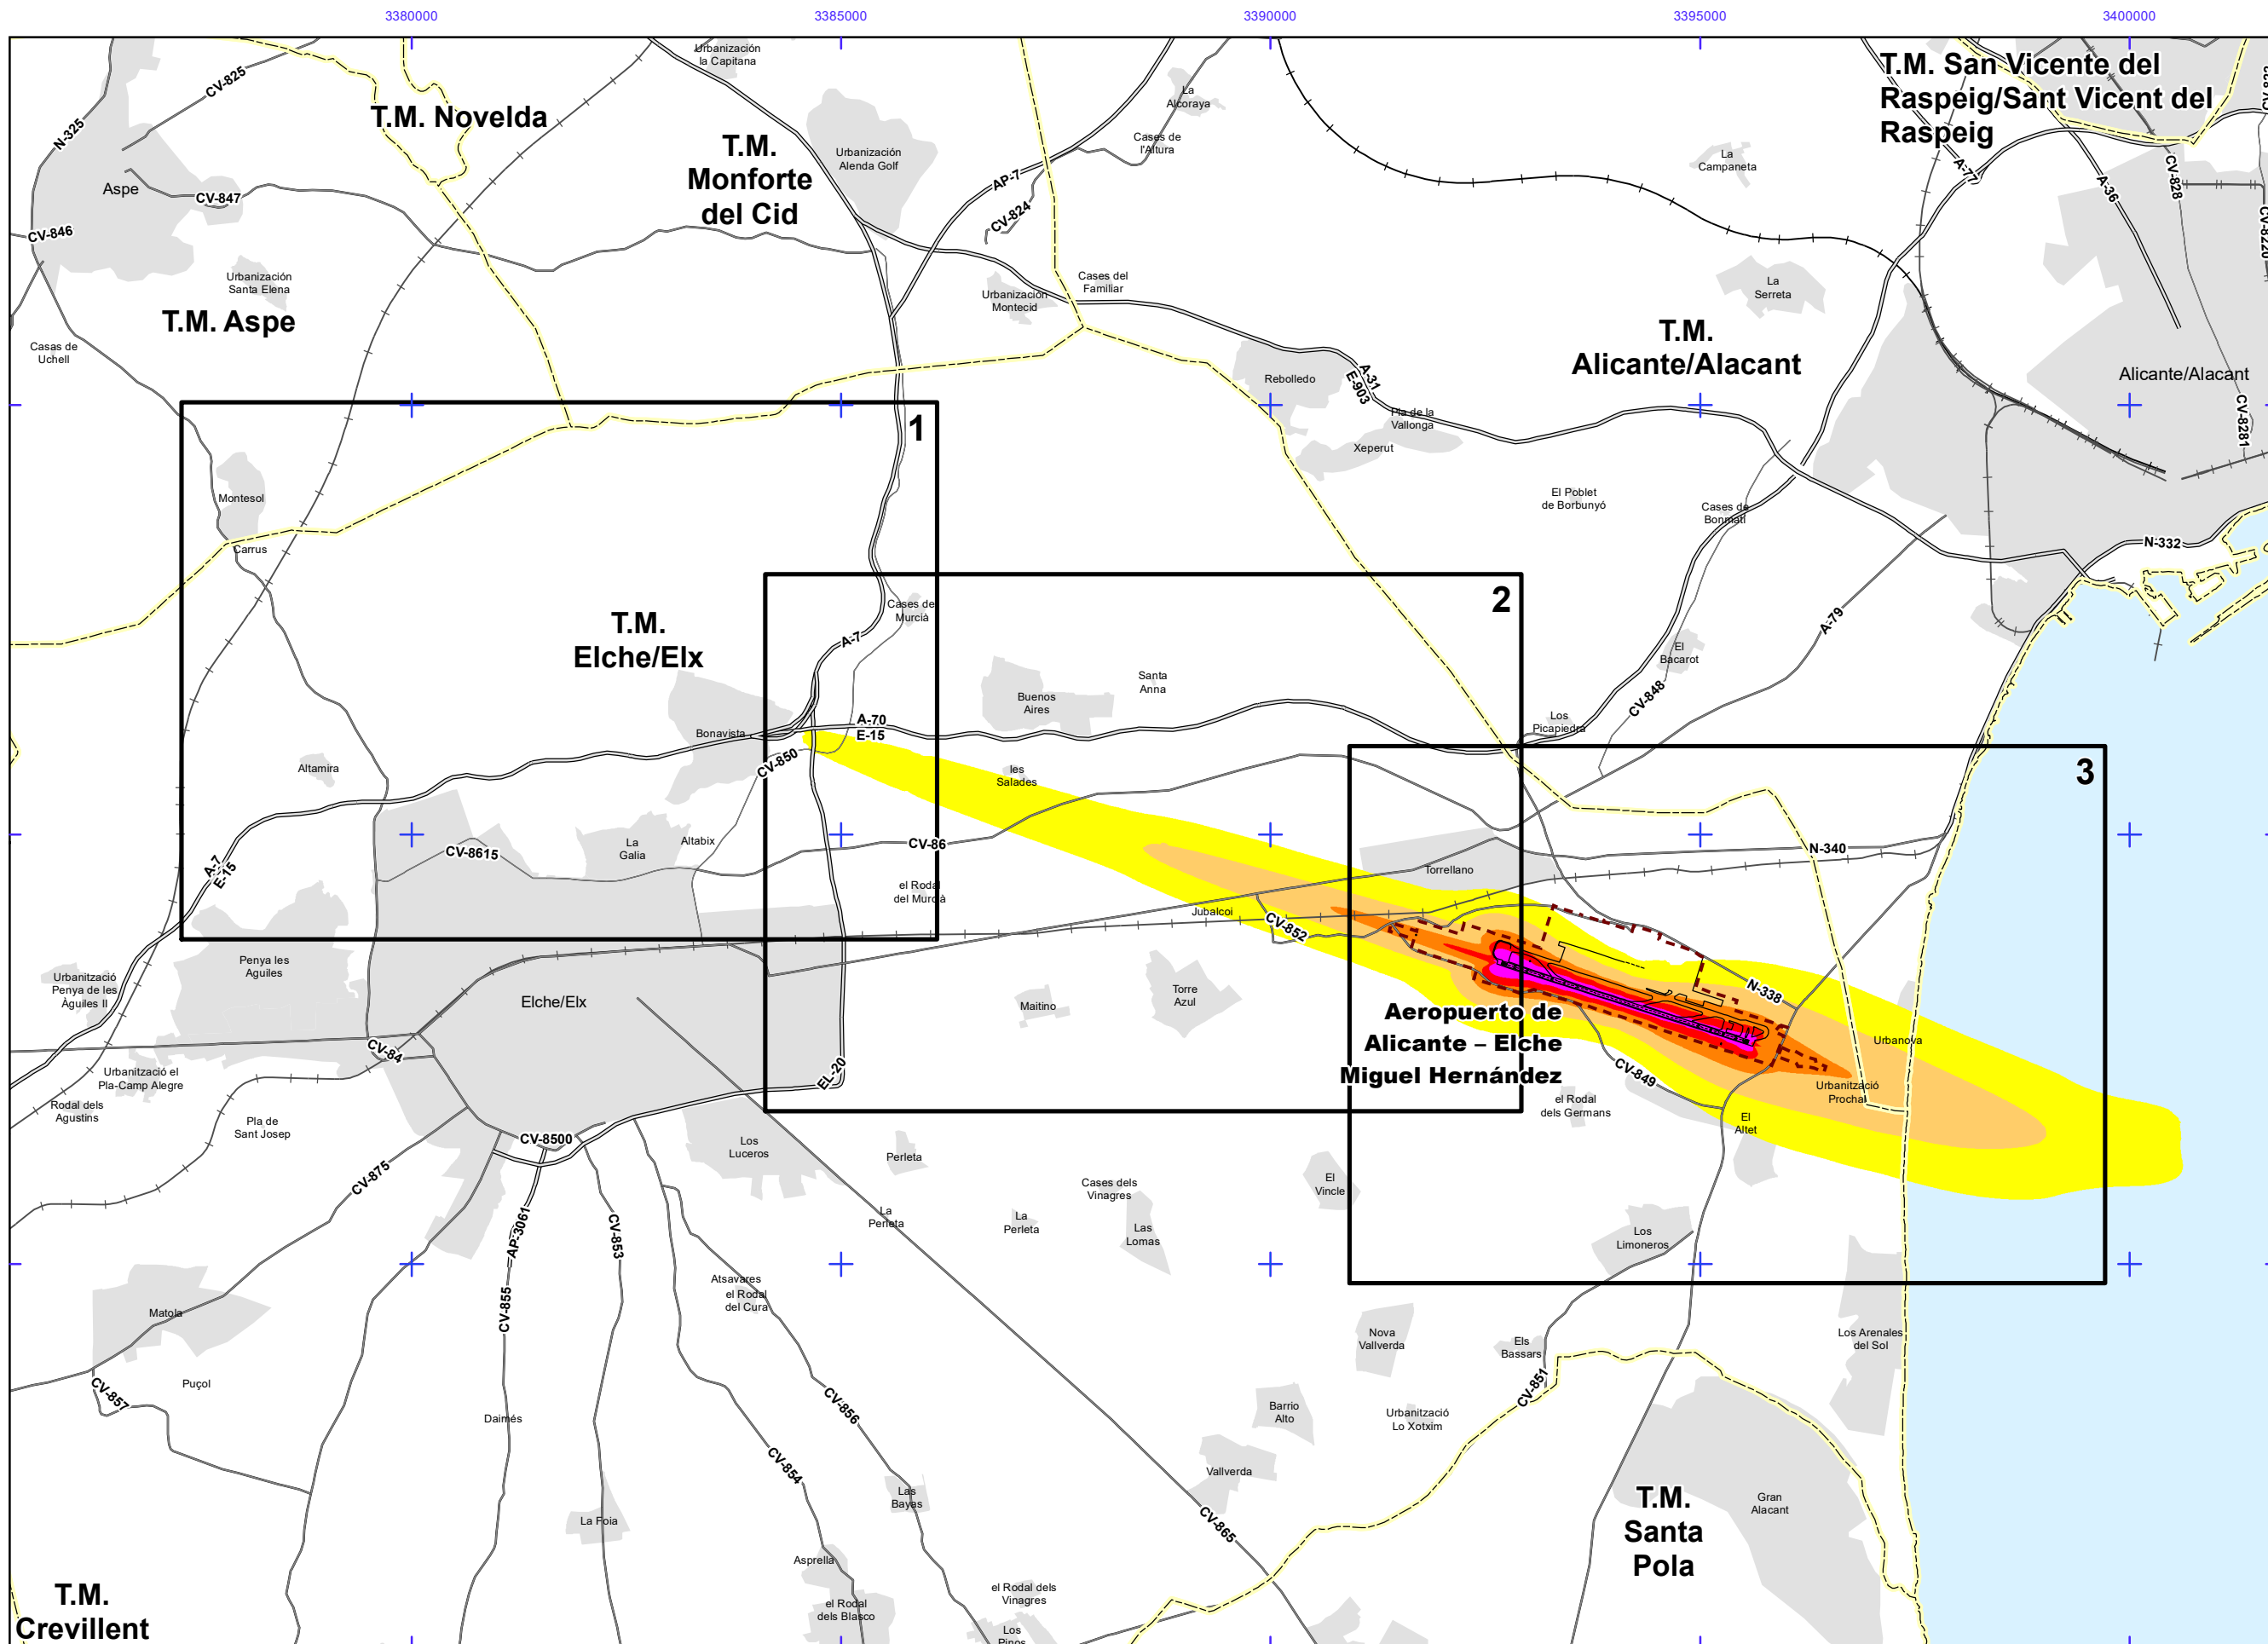 3380000
3385000
3390000
3395000
3400000
Urbanización
la Capitana
T.M. San Vicente del
Raspeig/Sant Vicent del
Raspeig
CV-825
N-325
T.M. Novelda
La
Alcoraya
T.M.
Monforte
del Cid
Urbanización
Alenda Golf
Cases de
l'Altura
La
Campaneta
A-77
A-36
CV-828
CV-8220
Aspe
CV-847
AP-7
CV-824
CV-846
Urbanización
Santa Elena
Urbanización
Montecid
Cases del
Familiar
La
Serreta
T.M. Aspe
Casas de
Uchell
T.M.
Alicante/Alacant
Rebolledo
A-31
E-903
Alicante/Alacant
CV-8281
Pla de la
Vallonga
Xeperut
1
Montesol
El Poblet
de Borbunyó
Cases de
Bonmatí
Carrus
N-332
2
T.M.
Elche/Elx
Cases de
Murcià
A-7
A-79
El
Bacarot
Santa
Anna
Buenos
Aires
CV-848
Los
Picapiedra
Bonavista
A-70
E-15
CV-850
Altamira
les
Salades
3
La
Galia
Altabix
CV-8615
CV-86
N-340
A-7
E-15
Torrellano
el Rodal
del Murcià
Jubalcoi
CV-852
Penya les
Aguiles
Urbanització
Penya de les
Àguiles II
Elche/Elx
Maitino
Torre
Azul
N-338
Aeropuerto de
Alicante – Elche
Miguel Hernández
Urbanova
CV-84
Urbanització el
Pla-Camp Alegre
EL-20
CV-849
Urbanització
Prochal
Rodal dels
Agustins
Pla de
Sant Josep
el Rodal
dels Germans
El
Altet
CV-8500
Los
Luceros
Perleta
CV-875
El
Vincle
Cases dels
Vinagres
La
Perleta
La
Perleta
Las
Lomas
AP-3061
CV-853
Los
Limoneros
Atsavares
el Rodal
del Cura
CV-855
Matola
Nova
Vallverda
Els
Bassars
Los Arenales
del Sol
Puçol
CV-857
CV-856
CV-851
Daimés
Barrio
Alto
Urbanització
Lo Xotxim
CV-854
Vallverda
Las
Bayas
Gran
Alacant
T.M.
Santa
Pola
La Foia
CV-865
Asprella
T.M.
Crevillent
el Rodal
dels Blasco
el Rodal dels
Vinagres
Los
Pinos